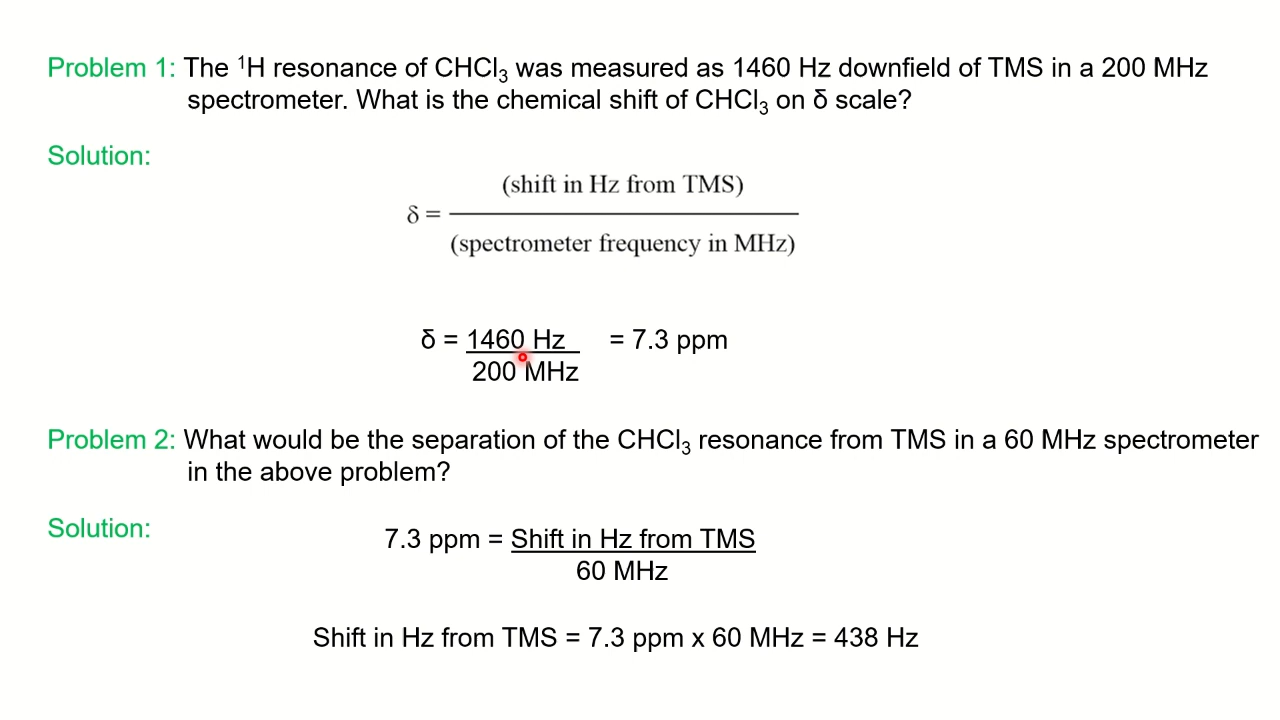 Problem 1: The ¹H resonance of CHCl₃ was measured as 1460 Hz downfield of TMS in a 200 MHz
spectrometer. What is the chemical shift of CHCl₃ on δ scale?
Solution:
(shift in Hz from TMS)
δ =
(spectrometer frequency in MHz)
δ = 1460 Hz = 7.3 ppm
200 MHz
Problem 2: What would be the separation of the CHCl₃ resonance from TMS in a 60 MHz spectrometer
in the above problem?
Solution:
7.3 ppm = Shift in Hz from TMS
60 MHz
Shift in Hz from TMS = 7.3 ppm x 60 MHz = 438 Hz